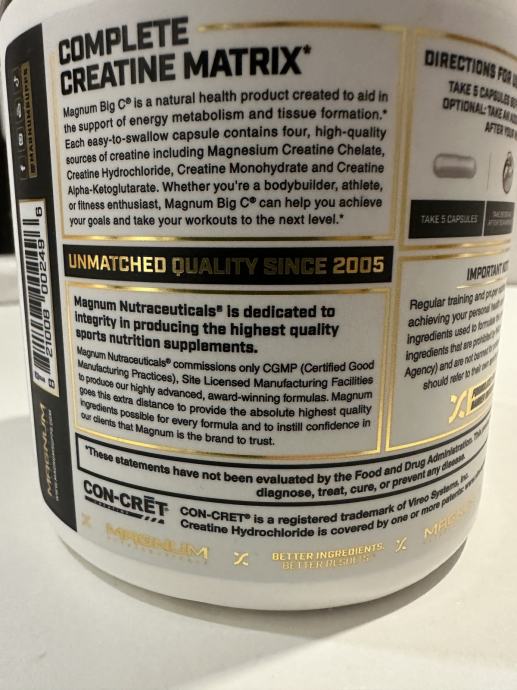 COMPLETE
CREATINE MATRIX*
Magnum Big C® is a natural health product created to aid in
the support of energy metabolism and tissue formation.*
Each easy-to-swallow capsule contains four, high-quality
sources of creatine including Magnesium Creatine Chelate,
Creatine Hydrochloride, Creatine Monohydrate and Creatine
Alpha-Ketoglutarate. Whether you're a bodybuilder, athlete,
or fitness enthusiast, Magnum Big C® can help you achieve
your goals and take your workouts to the next level.*
UNMATCHED QUALITY SINCE 2005
Magnum Nutraceuticals® is dedicated to
integrity in producing the highest quality
sports nutrition supplements.
Magnum Nutraceuticals® commissions only CGMP (Certified Good
Manufacturing Practices), Site Licensed Manufacturing Facilities
to produce our highly advanced, award-winning formulas. Magnum
goes this extra distance to provide the absolute highest quality
ingredients possible for every formula and to instill confidence in
our clients that Magnum is the brand to trust.
*These statements have not been evaluated by the Food and Drug Administration. This
diagnose, treat, cure, or prevent any disease.
CON-CRĒT
CON-CRET® is a registered trademark of Vireo Systems, Inc.
Creatine Hydrochloride is covered by one or more patents:
MAGNUM
BETTER INGREDIENTS.
BETTER RESULTS.
DIRECTIONS FOR
TAKE 5 CAPSULES
OPTIONAL: TAKE AN
AFTER
TAKE 5 CAPSULES
IMPORTANT
Regular training and proper
achieving your personal
ingredients used to
ingredients that are
Agency) and are not banned
should refer to their own
8 21008 00249 6
MAGNUM